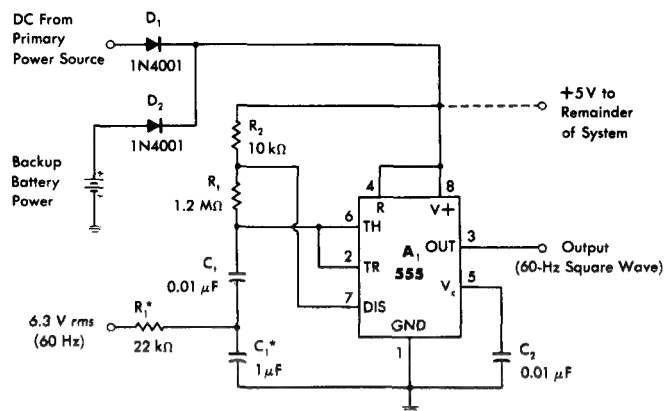 DC From
Primary
Power Source
D1
1N4001
D2
1N4001
Backup
Battery
Power
+5V to
Remainder
of System
R2
10 kΩ
R1
1.2 MΩ
C1
0.01 µF
6.3 V rms
(60 Hz)
R1*
22 kΩ
C1*
1µF
4
R
8
V+
6
TH
2
TR
7
DIS
A1
555
OUT
3
Output
(60-Hz Square Wave)
Vc
5
GND
1
C2
0.01 µF